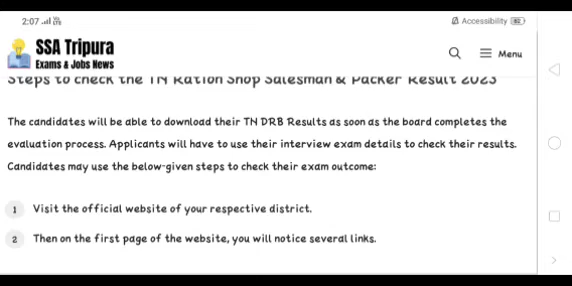 2:07
Accessibility 82
SSA Tripura
Exams & Jobs News
Menu
Steps to check the TN Ration Shop Salesman & Packer Result 2023
The candidates will be able to download their TN DRB Results as soon as the board completes the
evaluation process. Applicants will have to use their interview exam details to check their results.
Candidates may use the below-given steps to check their exam outcome:
1 Visit the official website of your respective district.
2 Then on the first page of the website, you will notice several links.